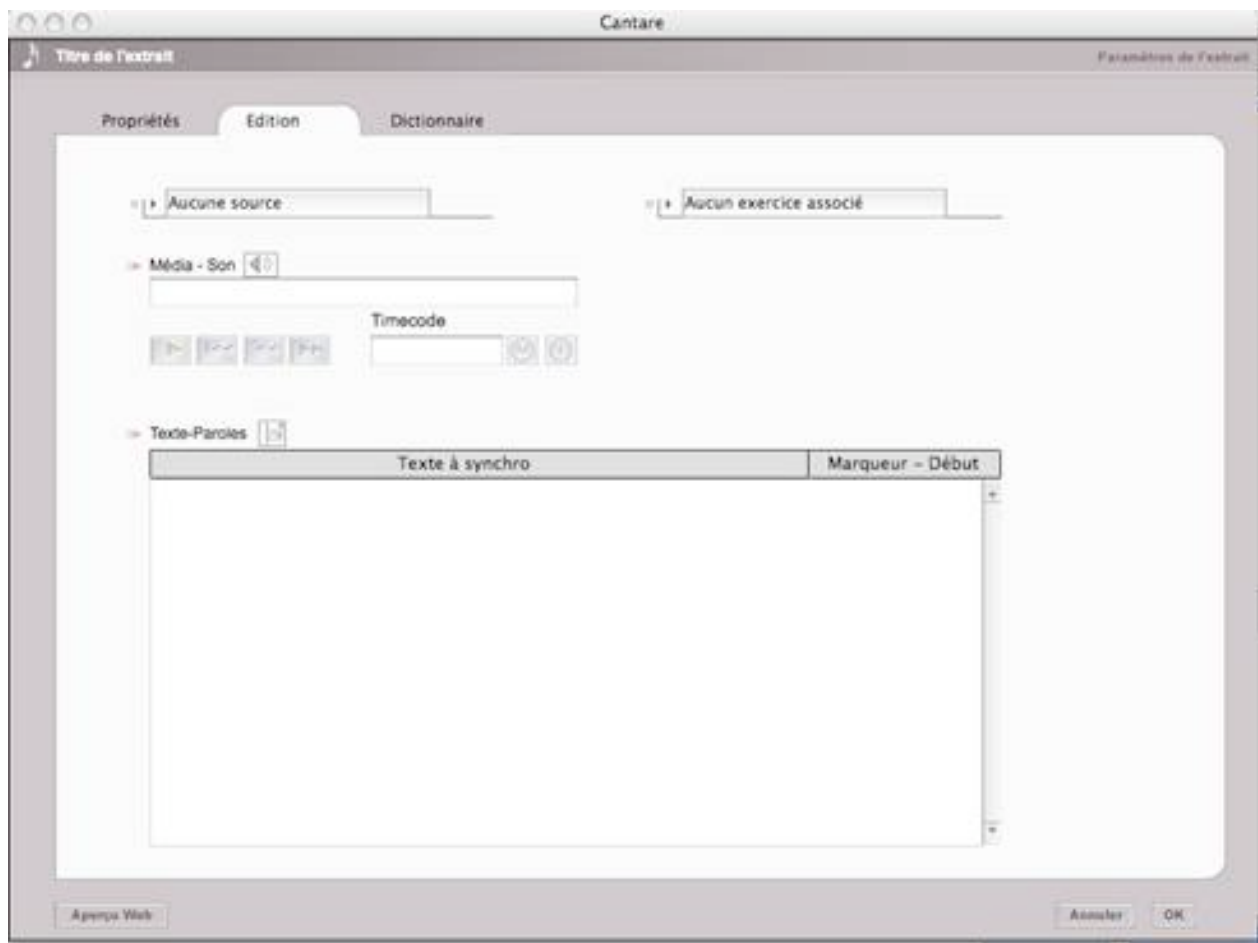 Cantare
Titre de l'extrait
Paramètres de l'extrait
Propriétés
Edition
Dictionnaire
Aucune source
Aucun exercice associé
Média - Son
Timecode
Texte-Paroles
Texte à synchro
Marqueur – Début
Aperçu Web
Annuler
OK